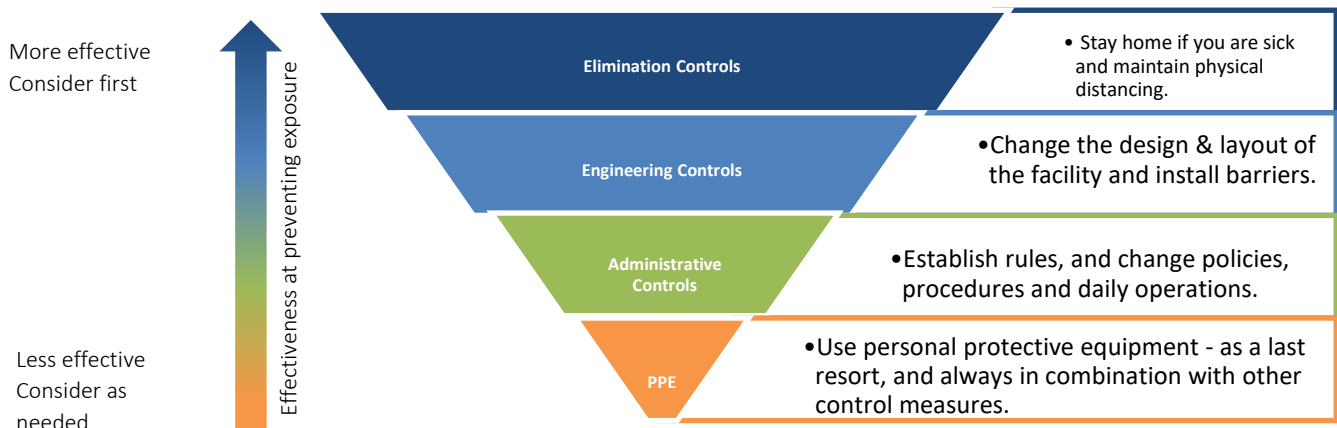 More effective
Consider first
Less effective
Consider as
needed
Effectiveness at preventing exposure
Elimination Controls
• Stay home if you are sick
and maintain physical
distancing.
Engineering Controls
•Change the design & layout of
the facility and install barriers.
Administrative
Controls
•Establish rules, and change policies,
procedures and daily operations.
PPE
•Use personal protective equipment - as a last
resort, and always in combination with other
control measures.